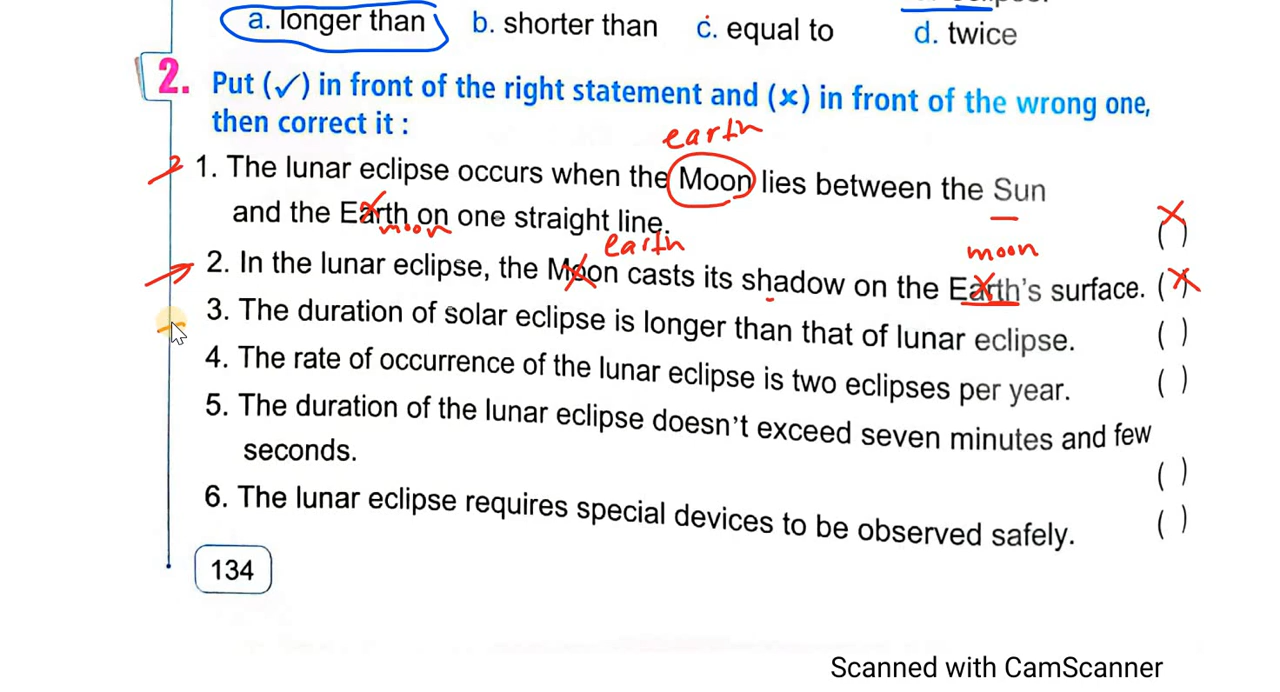 a. longer than b. shorter than c. equal to d. twice
2. Put (✓) in front of the right statement and (x) in front of the wrong one,
then correct it :
earth
1. The lunar eclipse occurs when the Moon lies between the Sun
and the Earth on one straight line. (X)
moon earth moon
2. In the lunar eclipse, the Moon casts its shadow on the Earth's surface. (X)
3. The duration of solar eclipse is longer than that of lunar eclipse. ( )
4. The rate of occurrence of the lunar eclipse is two eclipses per year. ( )
5. The duration of the lunar eclipse doesn't exceed seven minutes and few
seconds. ( )
6. The lunar eclipse requires special devices to be observed safely. ( )
134
Scanned with CamScanner